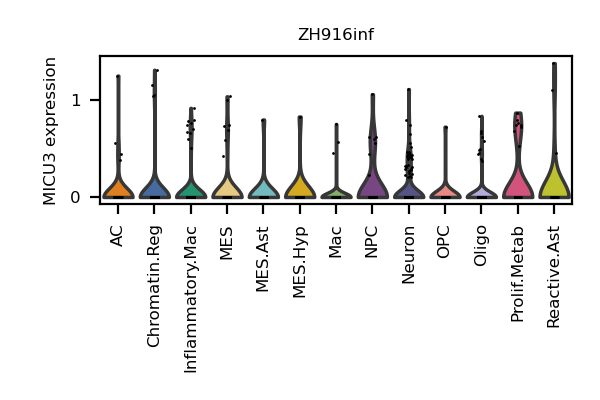 ZH916inf
MICU3 expression
1
0
AC
Chromatin.Reg
Inflammatory.Mac
MES
MES.Ast
MES.Hyp
Mac
NPC
Neuron
OPC
Oligo
Prolif.Metab
Reactive.Ast